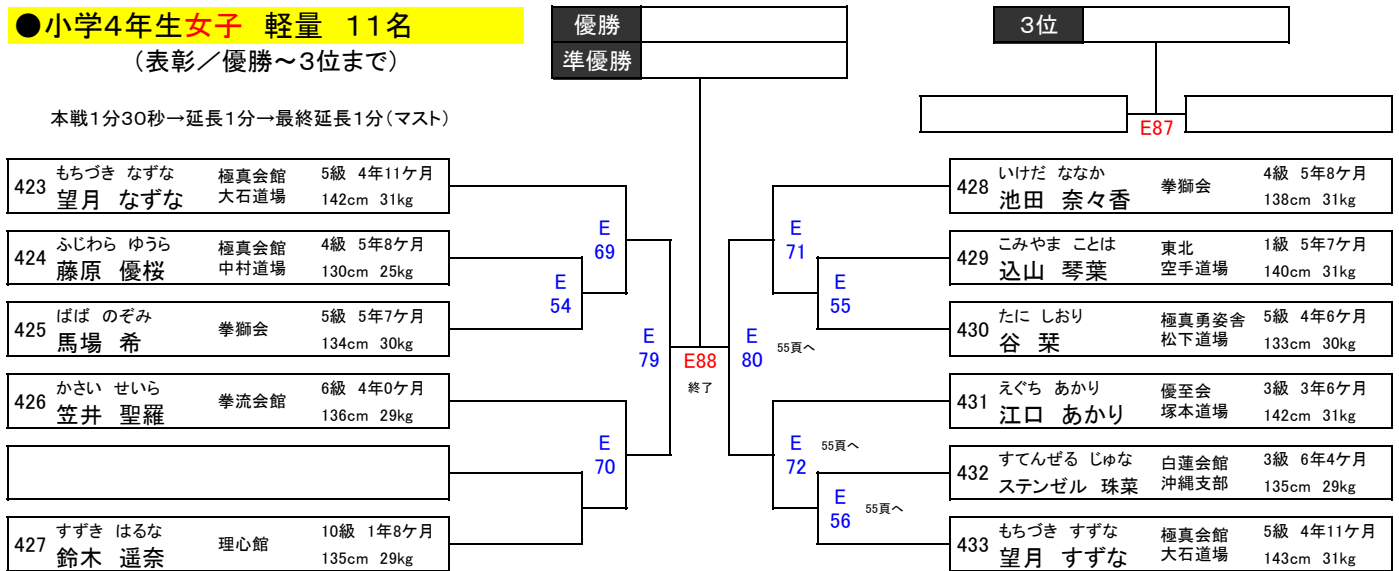 ●小学4年生女子 軽量 11名
(表彰/優勝~3位まで)
本戦1分30秒→延長1分→最終延長1分(マスト)
優勝
準優勝
3位
E87
423 もちづき なずな 極真会館 5級 4年11ケ月
望月 なずな 大石道場 142cm 31kg
424 ふじわら ゆうら 極真会館 4級 5年8ケ月
藤原 優桜 中村道場 130cm 25kg
425 ばば のぞみ 拳獅会 5級 5年7ケ月
馬場 希 134cm 30kg
426 かさい せいら 拳流会館 6級 4年0ケ月
笠井 聖羅 136cm 29kg
427 すずき はるな 理心館 10級 1年8ケ月
鈴木 遥奈 135cm 29kg
E
69
E
54
E
79
E
70
E88
終了
E
80
55頁へ
E
71
E
55
E
72
55頁へ
E
56
55頁へ
428 いけだ ななか 拳獅会 4級 5年8ケ月
池田 奈々香 138cm 31kg
429 こみやま ことは 東北 1級 5年7ケ月
込山 琴葉 空手道場 140cm 31kg
430 たに しおり 極真勇姿舎 5級 4年6ケ月
谷 栞 松下道場 133cm 30kg
431 えぐち あかり 優至会 3級 3年6ケ月
江口 あかり 塚本道場 142cm 31kg
432 すてんぜる じゅな 白蓮会館 3級 6年4ケ月
ステンゼル 珠菜 沖縄支部 135cm 29kg
433 もちづき すずな 極真会館 5級 4年11ケ月
望月 すずな 大石道場 143cm 31kg